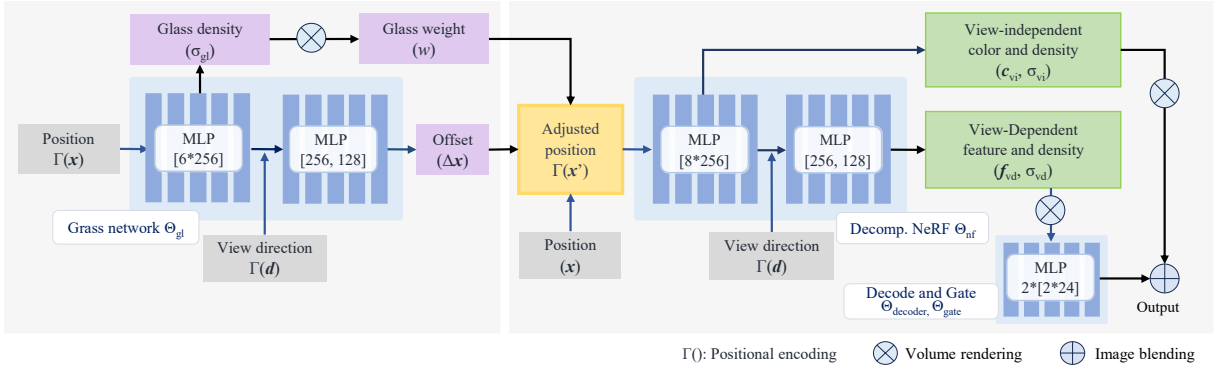 Glass density
(σgl)
Glass weight
(w)
Position
Γ(x)
MLP
[6*256]
MLP
[256, 128]
Offset
(Δx)
Grass network Θgl
View direction
Γ(d)
Adjusted
position
Γ(x’)
Position
(x)
MLP
[8*256]
MLP
[256, 128]
Decomp. NeRF Θnf
View direction
Γ(d)
View-independent
color and density
(cvi, σvi)
View-Dependent
feature and density
(fvd, σvd)
MLP
2*[2*24]
Decode and Gate
Θdecoder, Θgate
Output
Γ(): Positional encoding
Volume rendering
Image blending